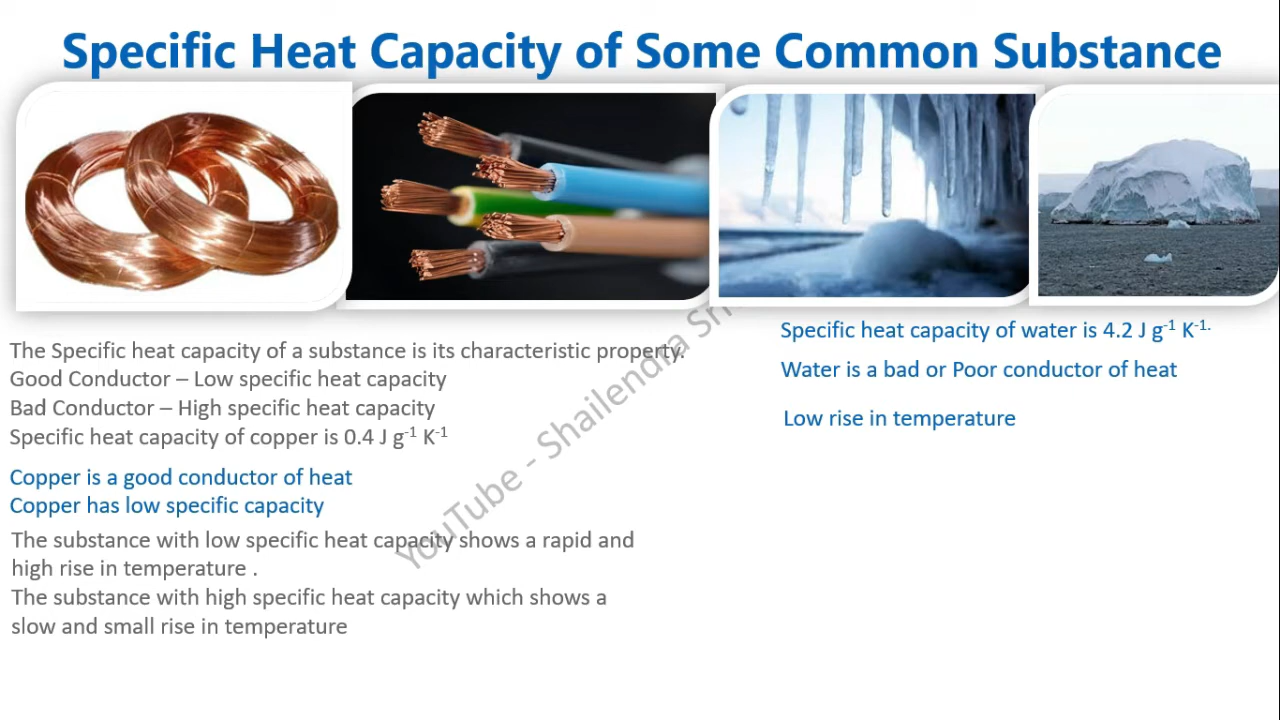 Specific Heat Capacity of Some Common Substance
The Specific heat capacity of a substance is its characteristic property.
Good Conductor – Low specific heat capacity
Bad Conductor – High specific heat capacity
Specific heat capacity of copper is 0.4 J g⁻¹ K⁻¹
Copper is a good conductor of heat
Copper has low specific capacity
The substance with low specific heat capacity shows a rapid and
high rise in temperature .
The substance with high specific heat capacity which shows a
slow and small rise in temperature
Specific heat capacity of water is 4.2 J g⁻¹ K⁻¹·
Water is a bad or Poor conductor of heat
Low rise in temperature
YouTube - Shailendra